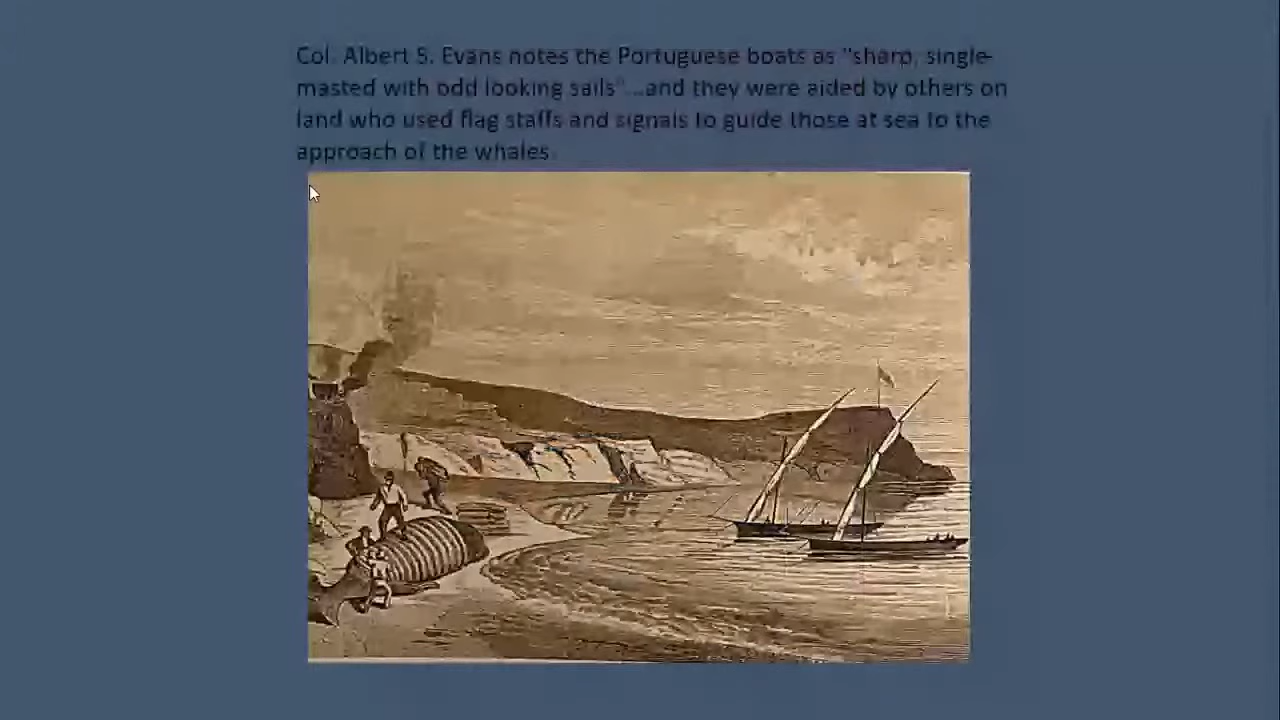 Col. Albert S. Evans notes the Portuguese boats as "sharp, single-
masted with odd looking sails"...and they were aided by others on
land who used flag staffs and signals to guide those at sea to the
approach of the whales.